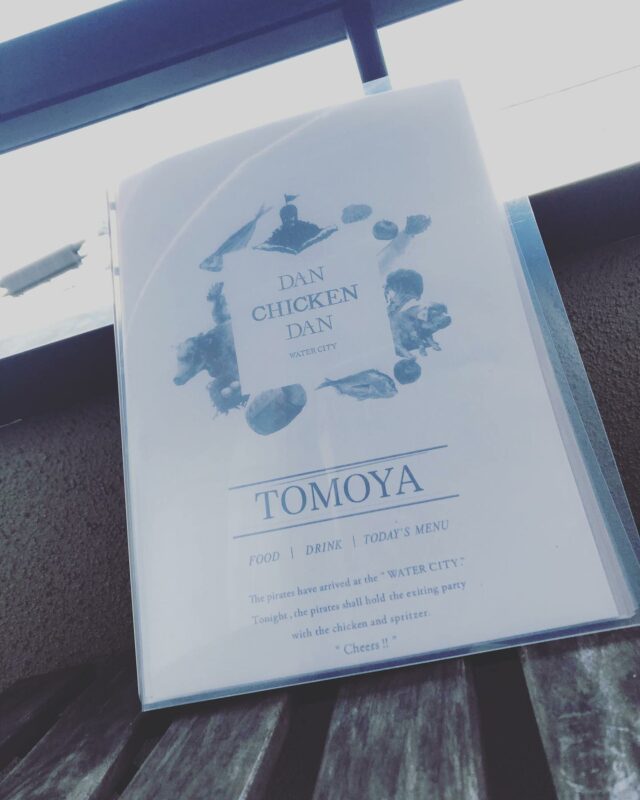 DAN
CHICKEN
DAN
WATER CITY
TOMOYA
FOOD | DRINK | TODAY'S MENU
The pirates have arrived at the "WATER CITY."
Tonight, the pirates shall hold the exiting party
with the chicken and spritzer.
"Cheers!!"